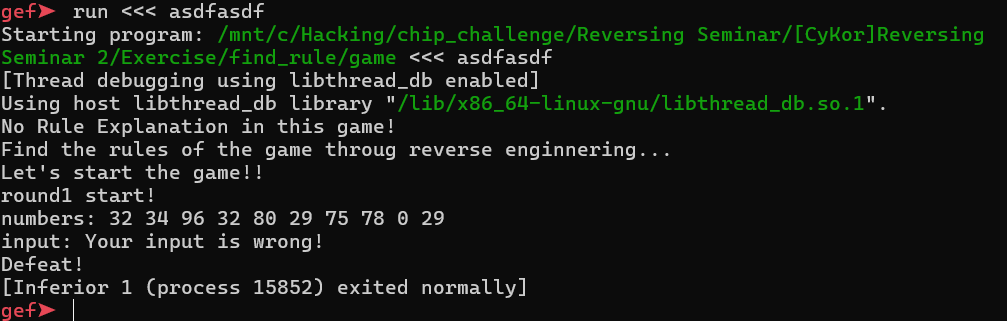 gef➤  run <<< asdfasdf
Starting program: /mnt/c/Hacking/chip_challenge/Reversing Seminar/[CyKor]Reversing
Seminar 2/Exercise/find_rule/game <<< asdfasdf
[Thread debugging using libthread_db enabled]
Using host libthread_db library "/lib/x86_64-linux-gnu/libthread_db.so.1".
No Rule Explanation in this game!
Find the rules of the game throug reverse enginnering...
Let's start the game!!
round1 start!
numbers: 32 34 96 32 80 29 75 78 0 29
input: Your input is wrong!
Defeat!
[Inferior 1 (process 15852) exited normally]
gef➤